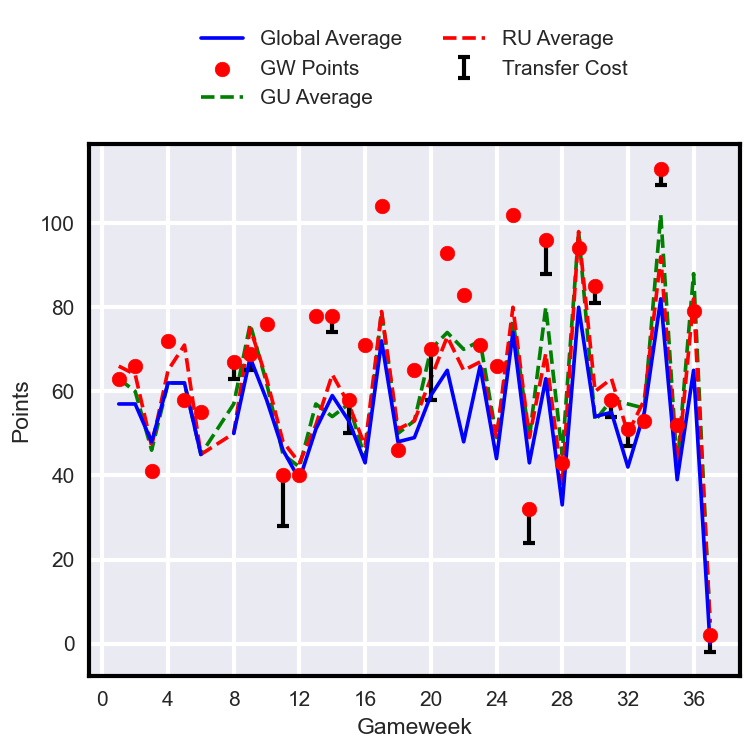 Global Average
GW Points
GU Average
RU Average
Transfer Cost
Points
100
80
60
40
20
0
0 4 8 12 16 20 24 28 32 36
Gameweek